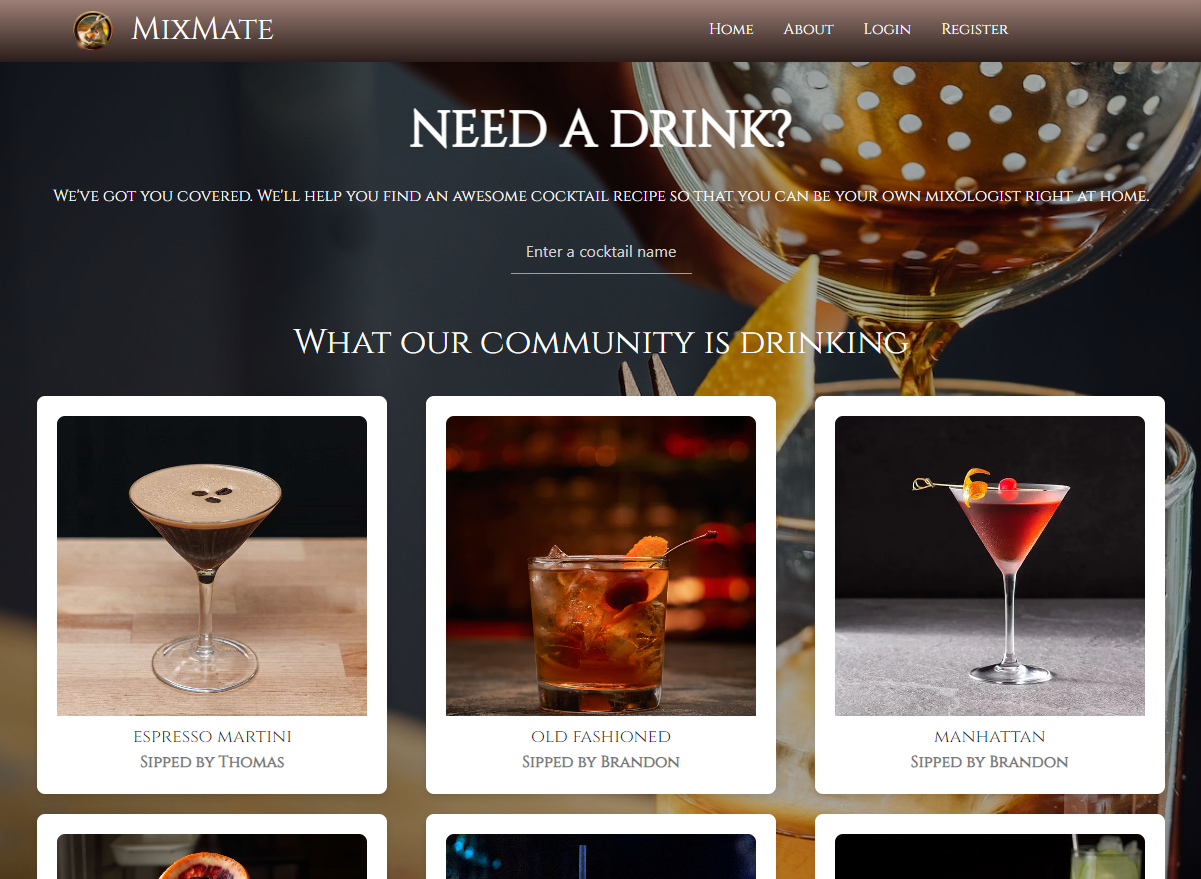 MixMate
Home About Login Register
NEED A DRINK?
We've got you covered. We'll help you find an awesome cocktail recipe so that you can be your own mixologist right at home.
Enter a cocktail name
What our community is drinking
espresso martini
Sipped by Thomas
old fashioned
Sipped by Brandon
manhattan
Sipped by Brandon